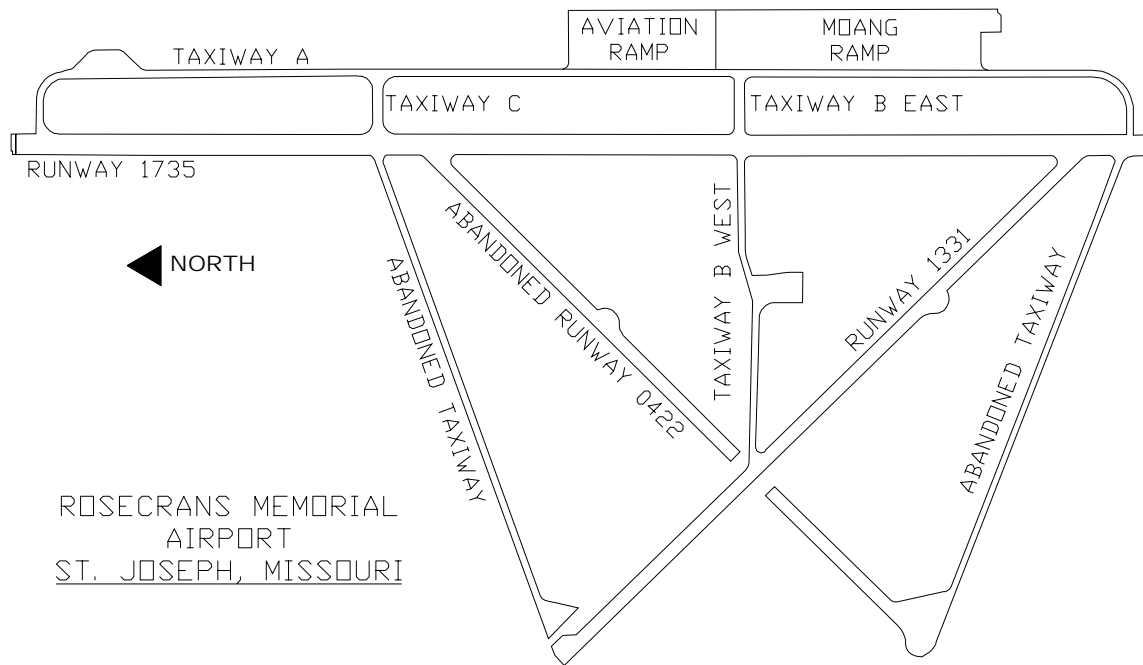 AVIATION
RAMP
MOANG
RAMP
TAXIWAY A
TAXIWAY C
TAXIWAY B EAST
RUNWAY 1735
NORTH
ABANDONED TAXIWAY
ABANDONED RUNWAY 0422
TAXIWAY B WEST
RUNWAY 1331
ABANDONED TAXIWAY
ROSECRANS MEMORIAL
AIRPORT
ST. JOSEPH, MISSOURI